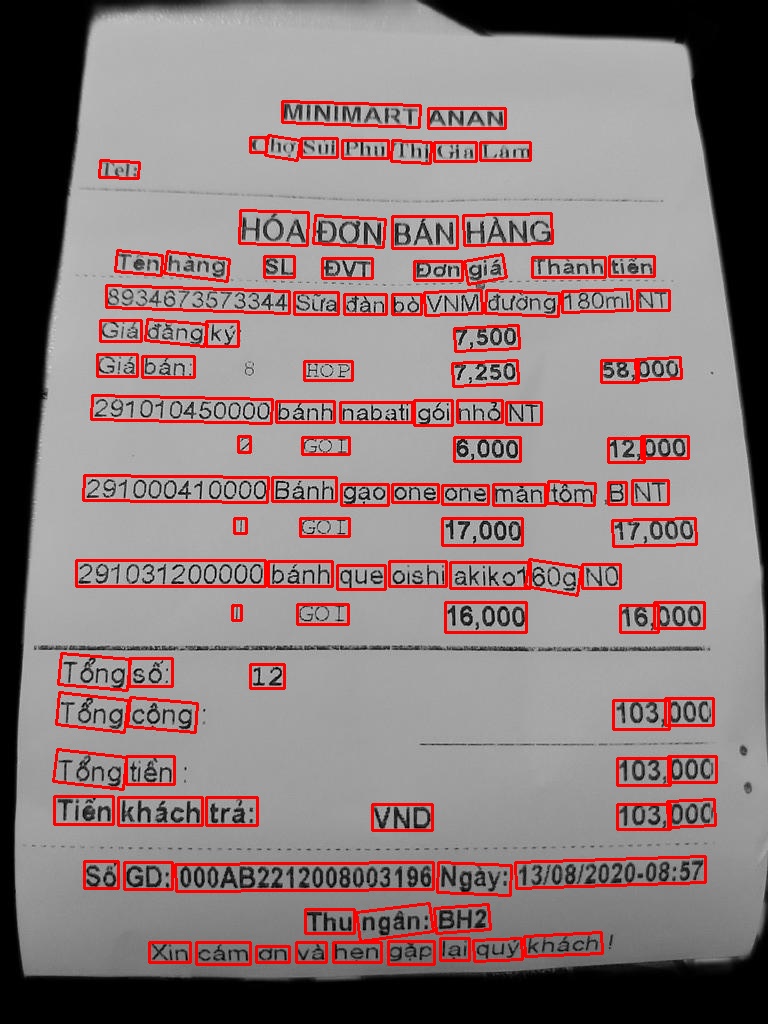 MINIMART ANAN
Chợ Sủi Phú Thị Gia Lâm
Tel:
HÓA ĐƠN BÁN HÀNG
Tên hàng SL ĐVT Đơn giá Thành tiền
8934673573344 Sữa đàn bò VNM đường 180ml NT
Giá đăng ký 7,500
Giá bán: 8 HOP 7,250 58,000
291010450000 bánh nabati gói nhỏ NT
2 GOI 6,000 12,000
291000410000 Bánh gạo one one mặn tôm .B NT
1 GOI 17,000 17,000
291031200000 bánh que oishi akiko160g N0
1 GOI 16,000 16,000
Tổng số: 12
Tổng cộng : 103,000
Tổng tiền : 103,000
Tiền khách trả: VND 103,000
Số GD: 000AB2212008003196 Ngày: 13/08/2020-08:57
Thu ngân: BH2
Xin cám ơn và hẹn gặp lại quý khách !